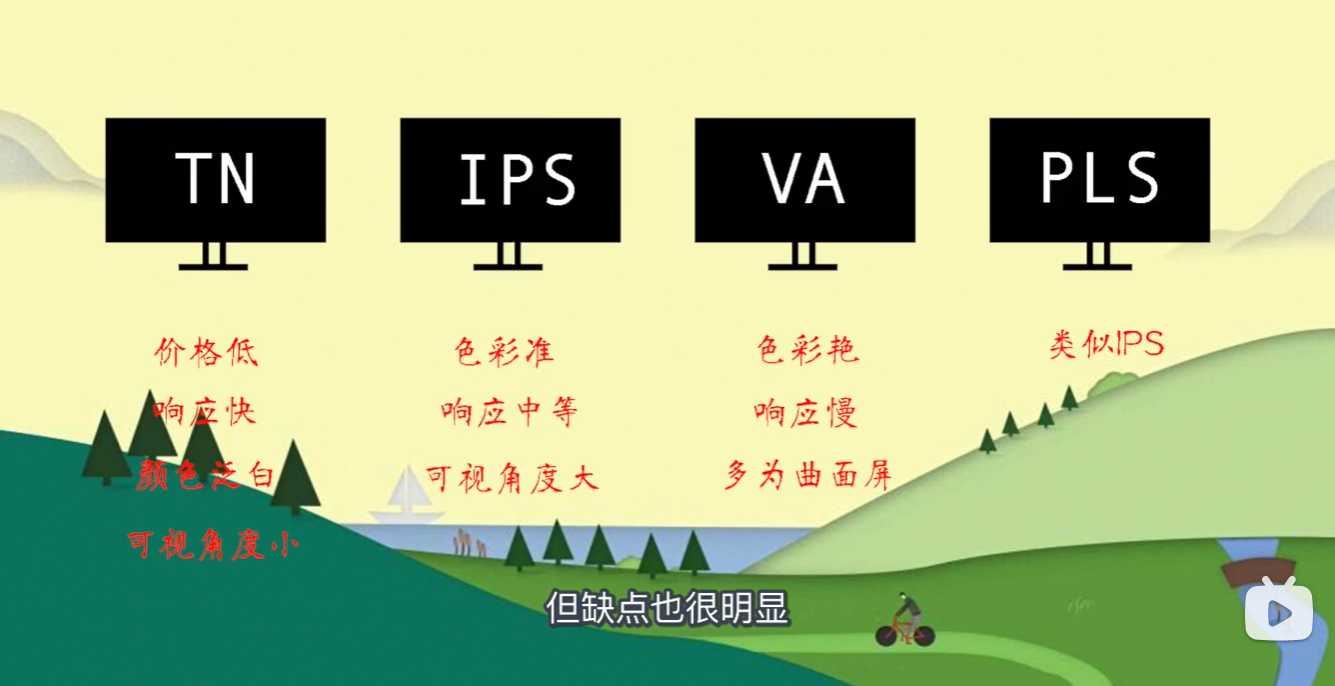 TN
IPS
VA
PLS
价格低
响应快
颜色泛白
可视角度小
色彩准
响应中等
可视角度大
色彩艳
响应慢
多为曲面屏
类似IPS
但缺点也很明显